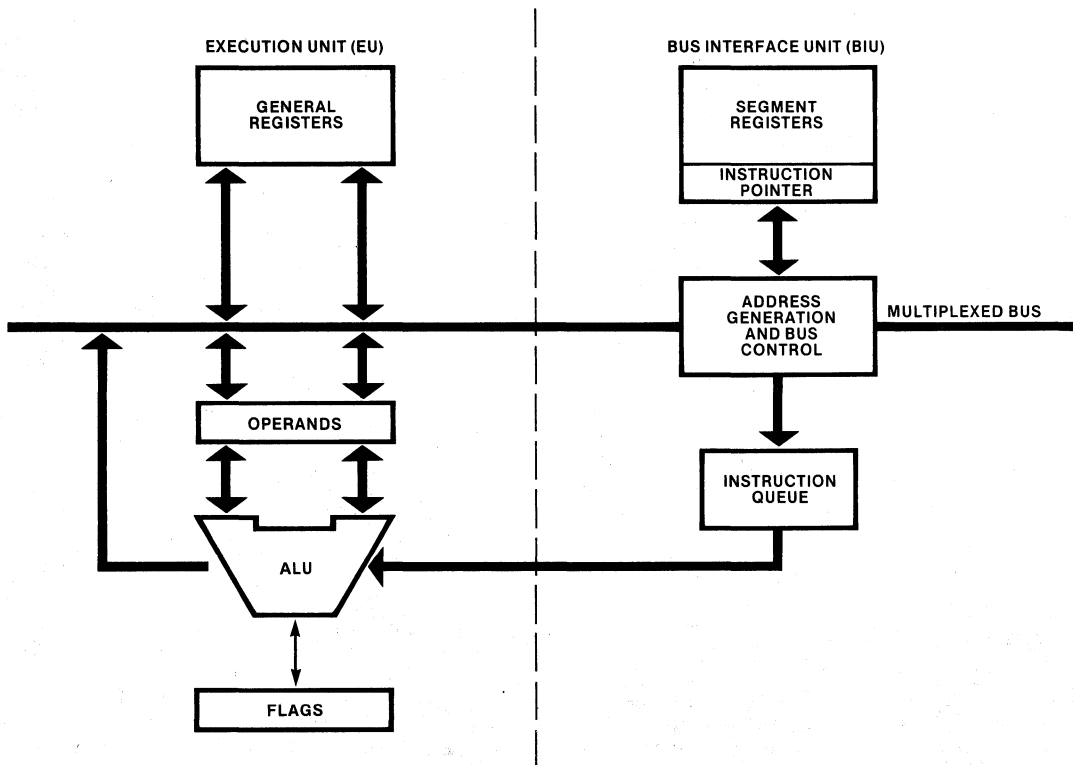 EXECUTION UNIT (EU)
GENERAL
REGISTERS
OPERANDS
ALU
FLAGS
BUS INTERFACE UNIT (BIU)
SEGMENT
REGISTERS
INSTRUCTION
POINTER
ADDRESS
GENERATION
AND BUS
CONTROL
MULTIPLEXED BUS
INSTRUCTION
QUEUE